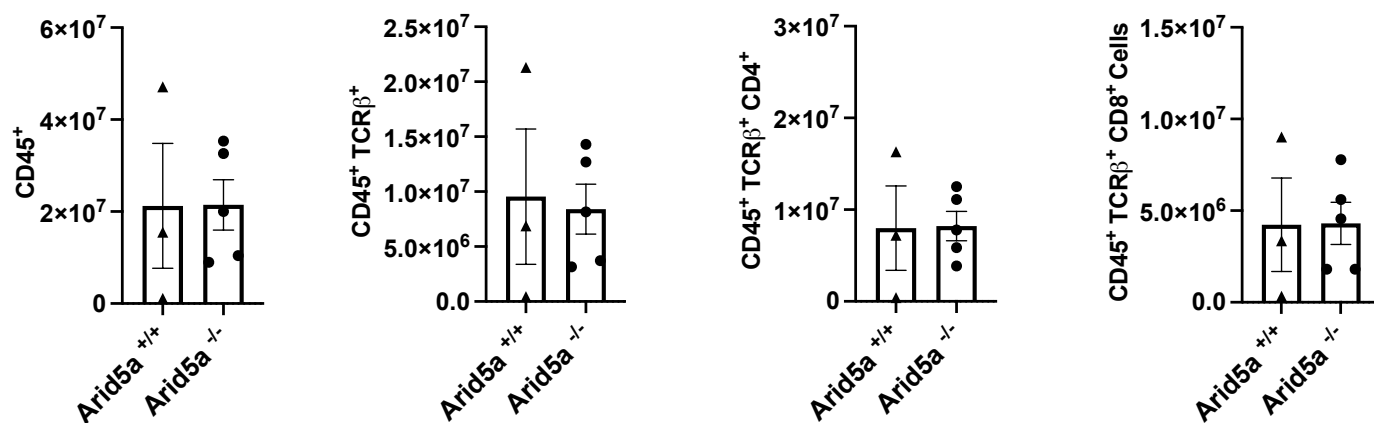 CD45⁺
6×10⁷
4×10⁷
2×10⁷
0
Arid5a ⁺/⁺
Arid5a ⁻/⁻
CD45⁺ TCRβ⁺
2.5×10⁷
2.0×10⁷
1.5×10⁷
1.0×10⁷
5.0×10⁶
0.0
Arid5a ⁺/⁺
Arid5a ⁻/⁻
CD45⁺ TCRβ⁺ CD4⁺
3×10⁷
2×10⁷
1×10⁷
0
Arid5a ⁺/⁺
Arid5a ⁻/⁻
CD45⁺ TCRβ⁺ CD8⁺ Cells
1.5×10⁷
1.0×10⁷
5.0×10⁶
0.0
Arid5a ⁺/⁺
Arid5a ⁻/⁻